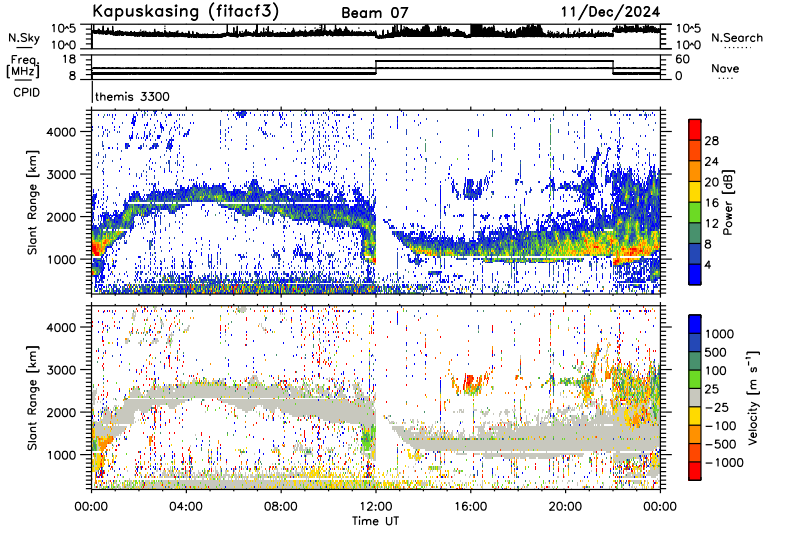 Kapuskasing (fitacf3) Beam 07 11/Dec/2024
N.Sky 10^5 10^0 10^5 10^0 N.Search
Freq. [MHz] 18 8 60 0 Nave
CPID themis 3300
Slant Range [km]
4000
3000
2000
1000
Power [dB]
28
24
20
16
12
8
4
Slant Range [km]
4000
3000
2000
1000
Velocity [m s⁻¹]
1000
500
100
25
−25
−100
−500
−1000
00:00 04:00 08:00 12:00 16:00 20:00 00:00
Time UT